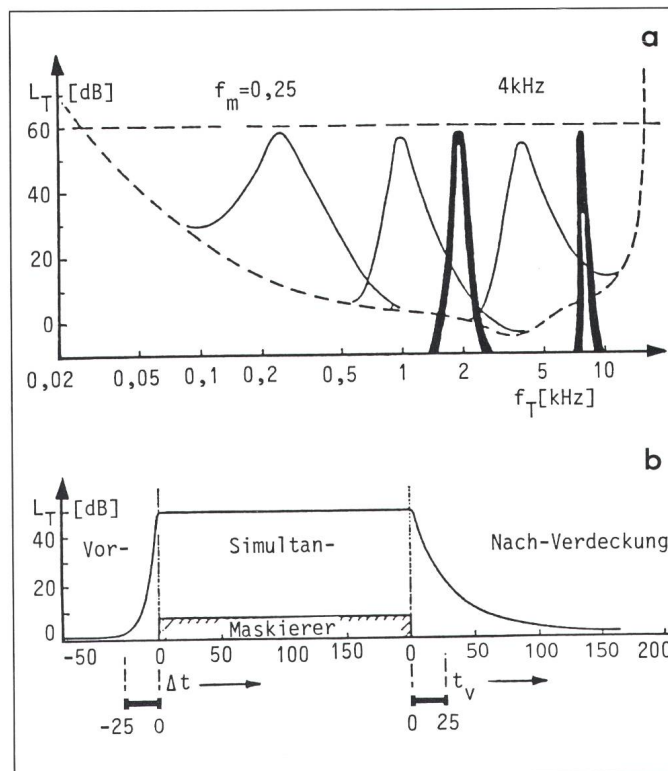 a
L_T [dB] f_m=0,25 4kHz
60
40
20
0
0,02 0,05 0,1 0,2 0,5 1 2 5 10
f_T[kHz]
b
L_T [dB]
Vor- Simultan- Nach-Verdeckung
40
20
0
Maskierer
-50 0 50 100 150 0 50 100 150 200
Δt t_v
-25 0 0 25